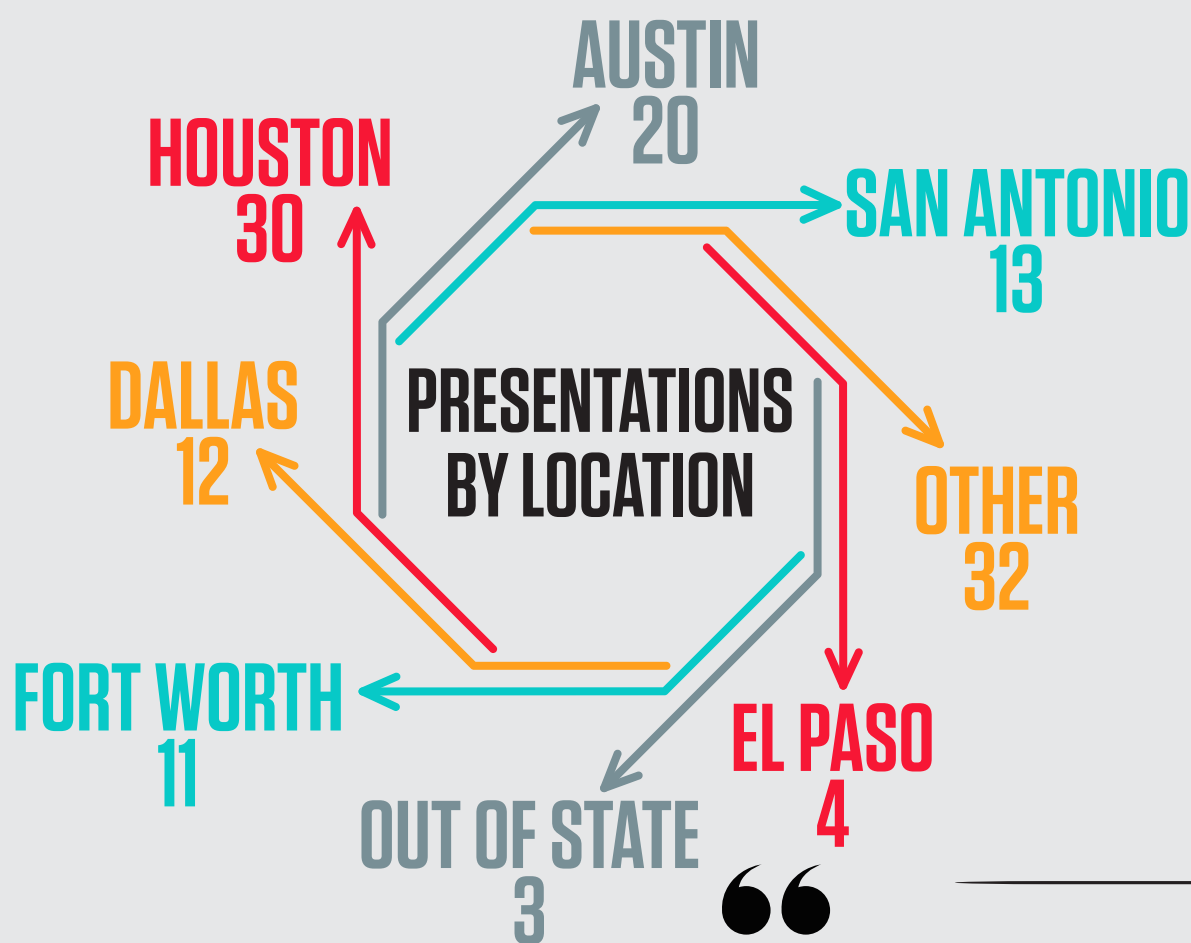 AUSTIN
20
HOUSTON
30
SAN ANTONIO
13
DALLAS
12
PRESENTATIONS
BY LOCATION
OTHER
32
FORT WORTH
11
EL PASO
4
OUT OF STATE
3
“